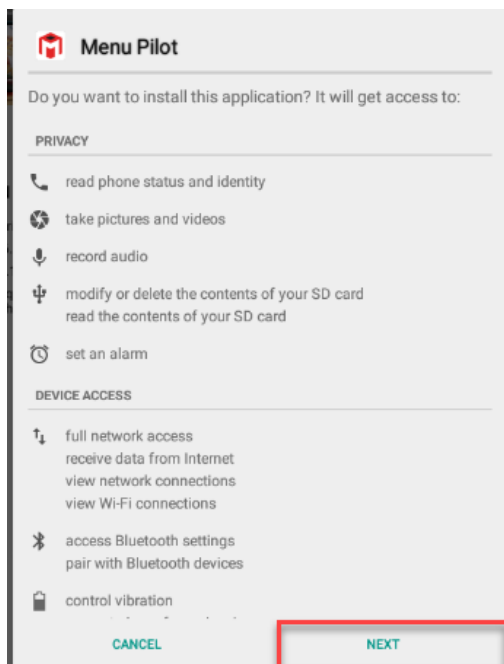 Menu Pilot
Do you want to install this application? It will get access to:
PRIVACY
read phone status and identity
take pictures and videos
record audio
modify or delete the contents of your SD card
read the contents of your SD card
set an alarm
DEVICE ACCESS
full network access
receive data from Internet
view network connections
view Wi-Fi connections
access Bluetooth settings
pair with Bluetooth devices
control vibration
CANCEL NEXT